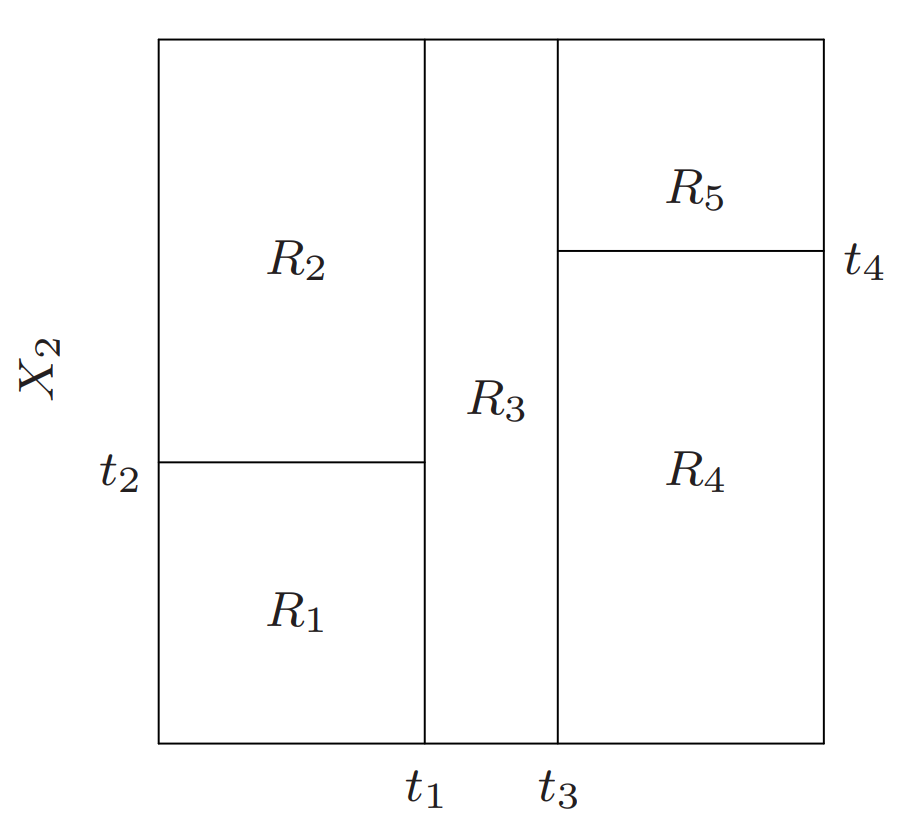 R₅
R₂
t₄
X₂
R₃
t₂
R₄
R₁
t₁ t₃